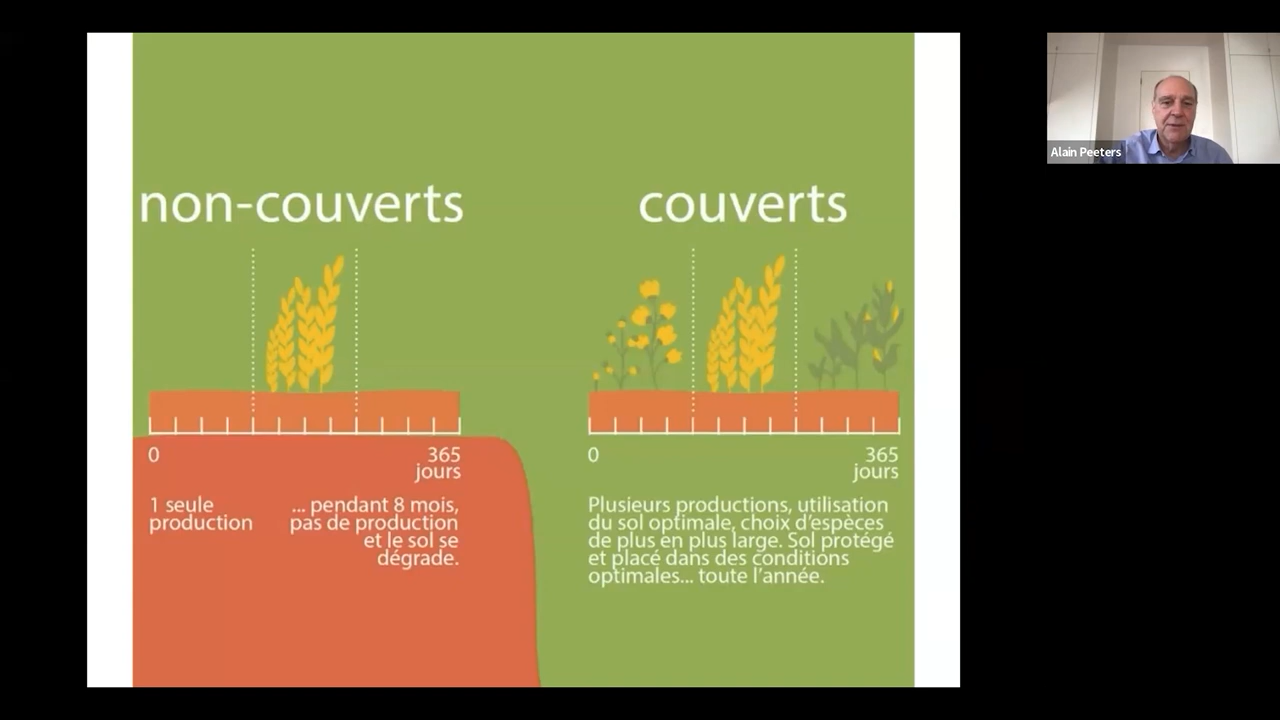 non-couverts
0
365
jours
1 seule
production
... pendant 8 mois,
pas de production
et le sol se
dégrade.
couverts
0
365
jours
Plusieurs productions, utilisation
du sol optimale, choix d'espèces
de plus en plus large. Sol protégé
et placé dans des conditions
optimales... toute l'année.
Alain Peeters